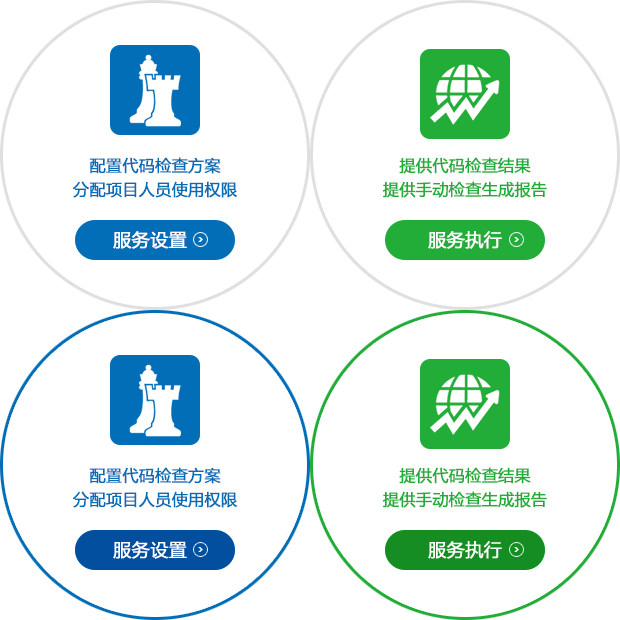 配置代码检查方案
分配项目人员使用权限
服务设置
提供代码检查结果
提供手动检查生成报告
服务执行
配置代码检查方案
分配项目人员使用权限
服务设置
提供代码检查结果
提供手动检查生成报告
服务执行